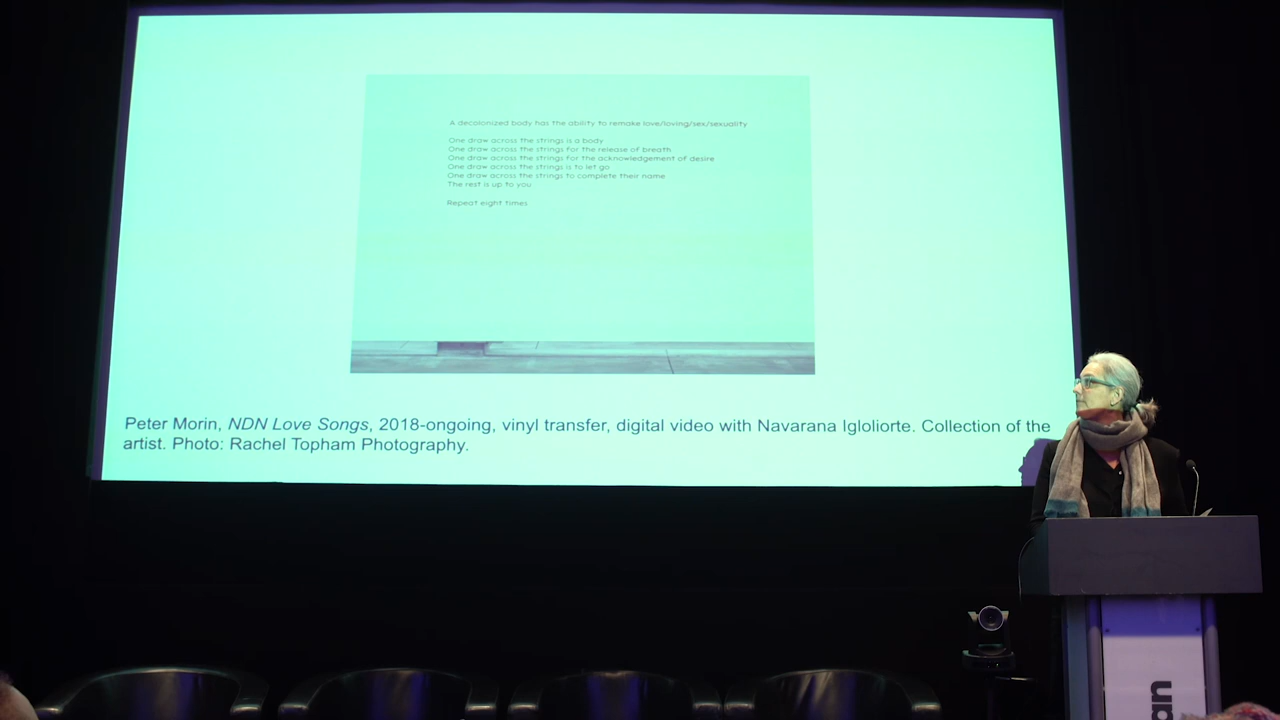 A decolonized body has the ability to remake love/loving/sex/sexuality
One draw across the strings is a body
One draw across the strings for the release of breath
One draw across the strings for the acknowledgement of desire
One draw across the strings is to let go
One draw across the strings to complete their name
The rest is up to you
Repeat eight times
Peter Morin, NDN Love Songs, 2018-ongoing, vinyl transfer, digital video with Navarana Igloliorte. Collection of the
artist. Photo: Rachel Topham Photography.
an